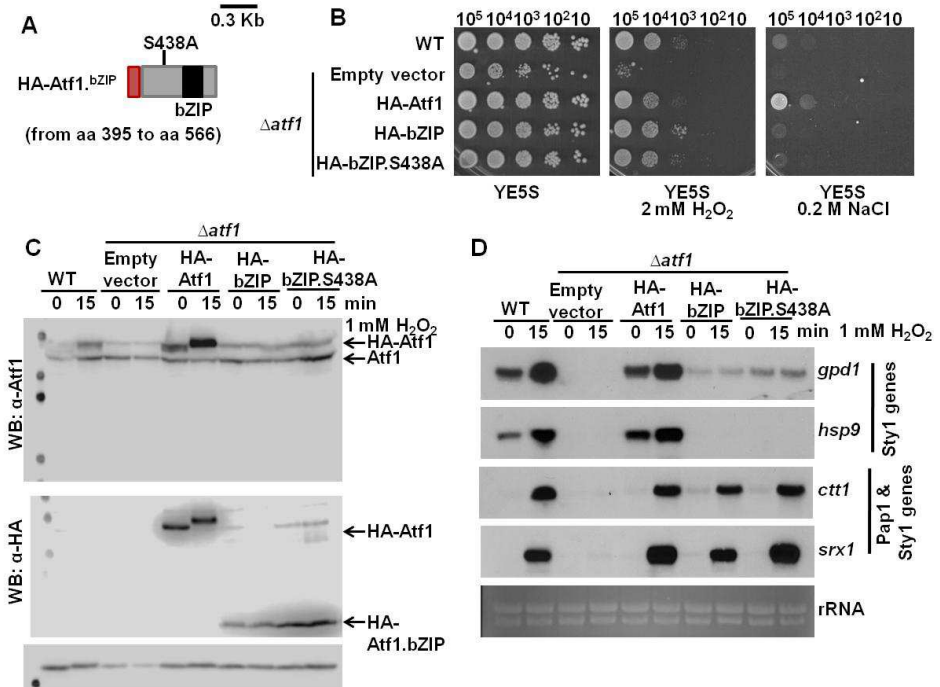 A
0.3 Kb
S438A
HA-Atf1.bZIP
bZIP
(from aa 395 to aa 566)
B
10⁵ 10⁴ 10³ 10² 10
10⁵ 10⁴ 10³ 10² 10
10⁵ 10⁴ 10³ 10² 10
WT
Empty vector
HA-Atf1
HA-bZIP
HA-bZIP.S438A
Δatf1
YE5S
YE5S
2 mM H₂O₂
YE5S
0.2 M NaCl
C
Δatf1
WT
Empty
vector
HA-
Atf1
HA-
bZIP
HA-
bZIP.S438A
0 15 0 15 0 15 0 15 0 15 min
1 mM H₂O₂
HA-Atf1
Atf1
WB: α-Atf1
HA-Atf1
WB: α-HA
HA-
Atf1.bZIP
D
Δatf1
WT
Empty
vector
HA-
Atf1
HA-
bZIP
HA-
bZIP.S438A
0 15 0 15 0 15 0 15 0 15 min 1 mM H₂O₂
gpd1
hsp9
Sty1 genes
ctt1
srx1
Pap1 &
Sty1 genes
rRNA